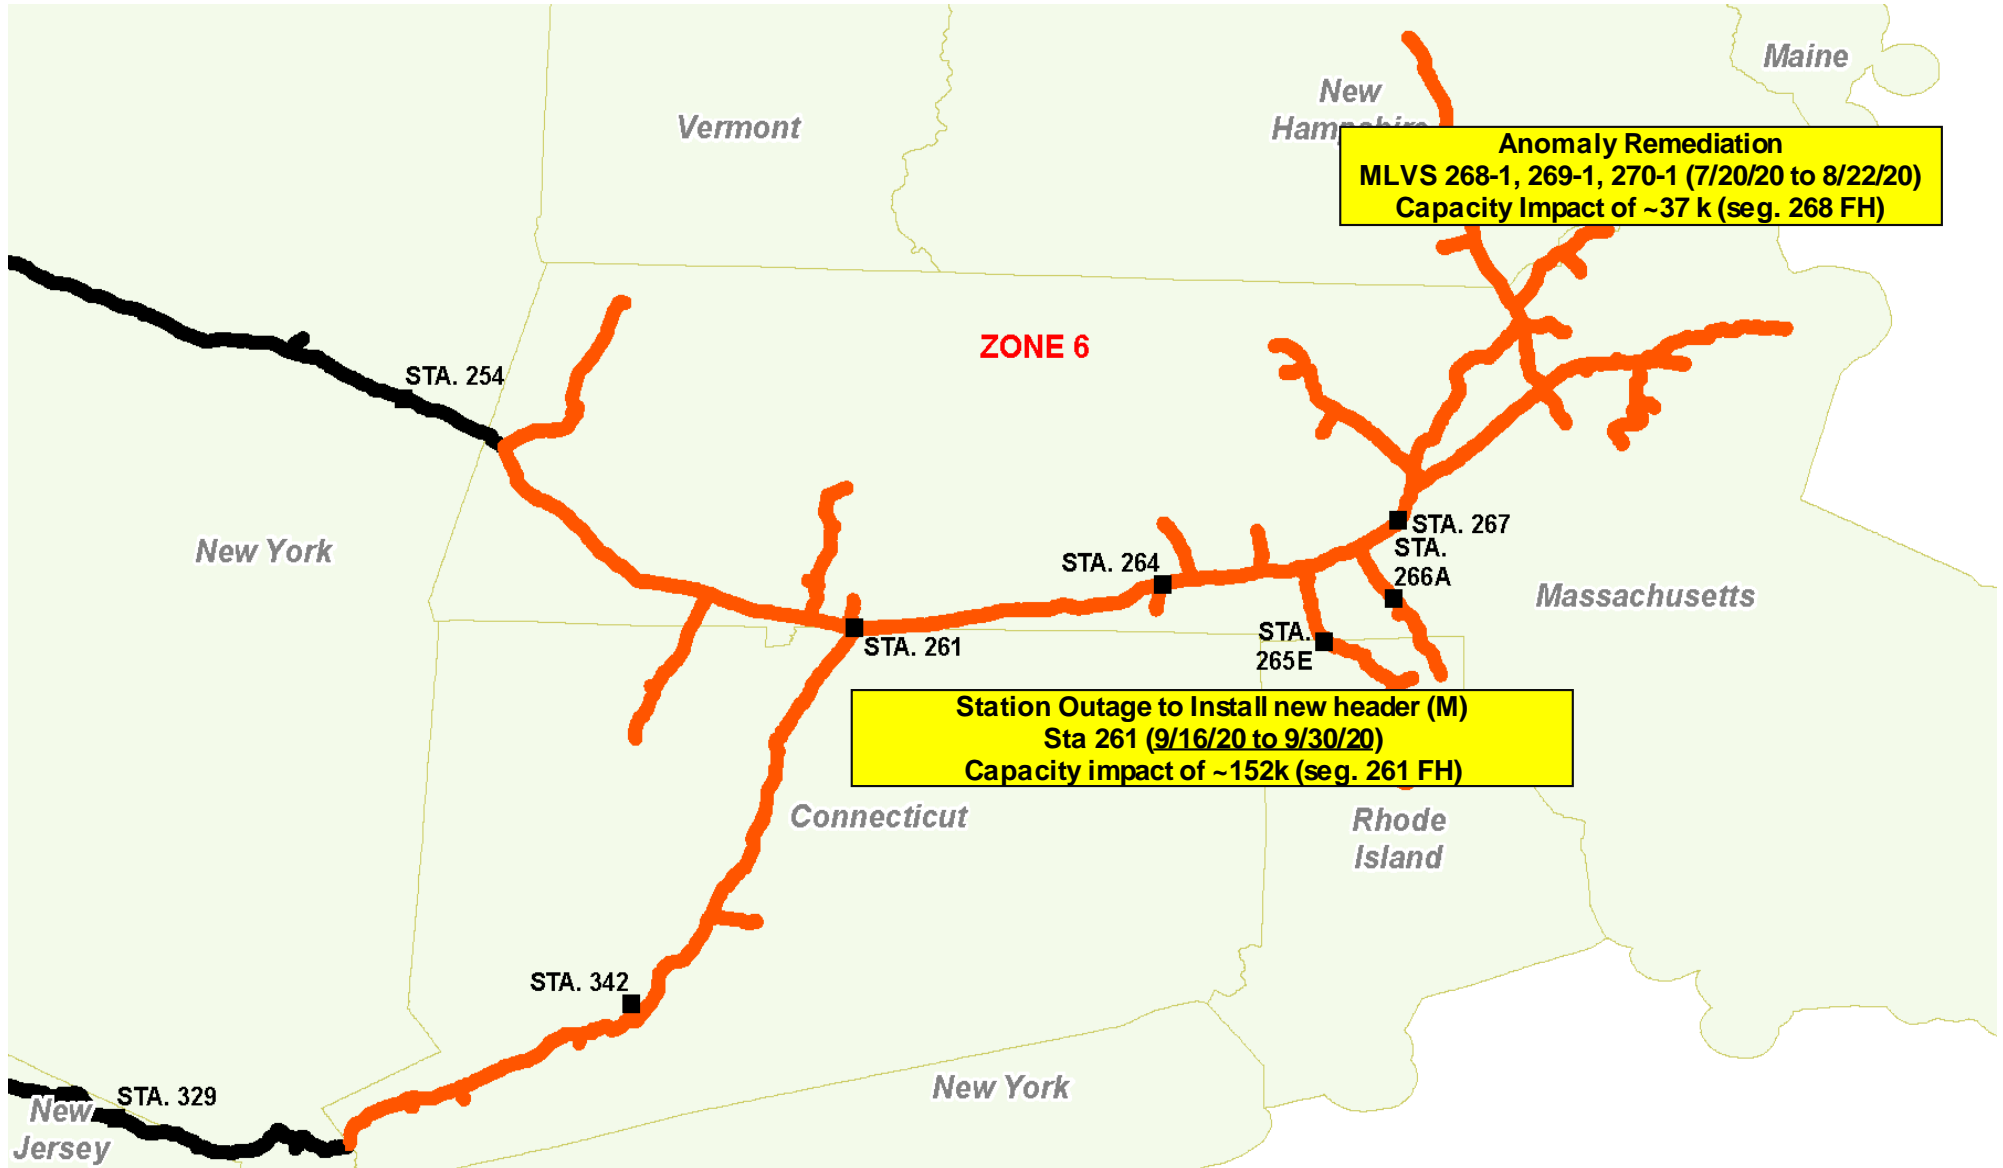 Maine
New
Hampshire
Vermont
Anomaly Remediation
MLVS 268-1, 269-1, 270-1 (7/20/20 to 8/22/20)
Capacity Impact of ~37 k (seg. 268 FH)
ZONE 6
STA. 254
New York
STA. 267
STA.
266A
STA. 264
Massachusetts
STA. 261
STA.
265E
Station Outage to Install new header (M)
Sta 261 (9/16/20 to 9/30/20)
Capacity impact of ~152k (seg. 261 FH)
Connecticut
Rhode
Island
STA. 342
New York
STA. 329
New
Jersey